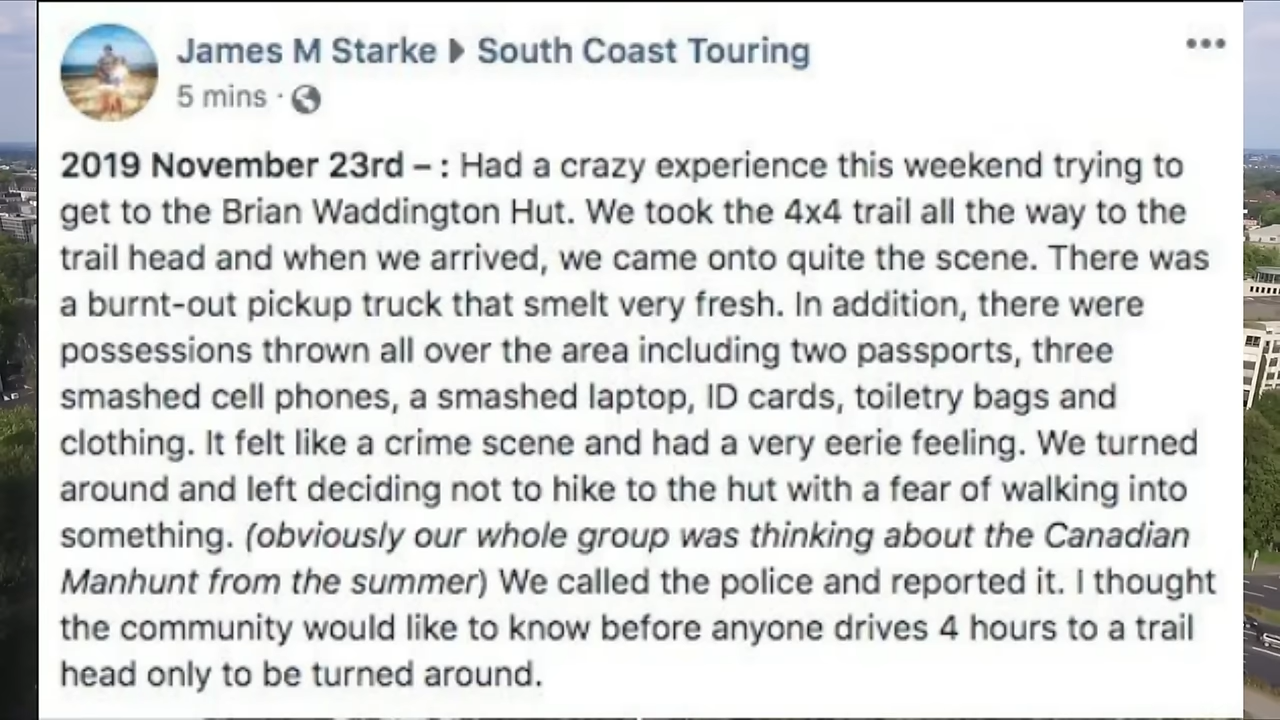 James M Starke ▶ South Coast Touring
5 mins ·
2019 November 23rd – : Had a crazy experience this weekend trying to
get to the Brian Waddington Hut. We took the 4x4 trail all the way to the
trail head and when we arrived, we came onto quite the scene. There was
a burnt-out pickup truck that smelt very fresh. In addition, there were
possessions thrown all over the area including two passports, three
smashed cell phones, a smashed laptop, ID cards, toiletry bags and
clothing. It felt like a crime scene and had a very eerie feeling. We turned
around and left deciding not to hike to the hut with a fear of walking into
something. (obviously our whole group was thinking about the Canadian
Manhunt from the summer) We called the police and reported it. I thought
the community would like to know before anyone drives 4 hours to a trail
head only to be turned around.